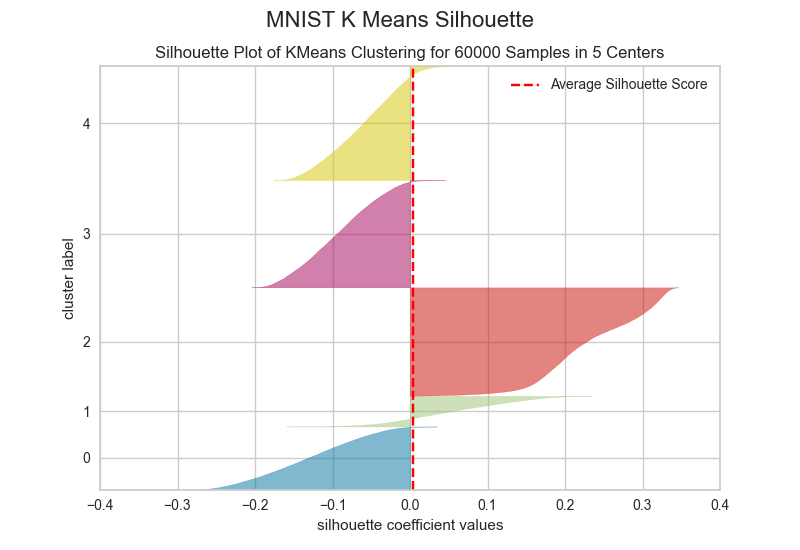 MNIST K Means Silhouette
Silhouette Plot of KMeans Clustering for 60000 Samples in 5 Centers
Average Silhouette Score
4
3
2
1
0
cluster label
−0.4 −0.3 −0.2 −0.1 0.0 0.1 0.2 0.3 0.4
silhouette coefficient values